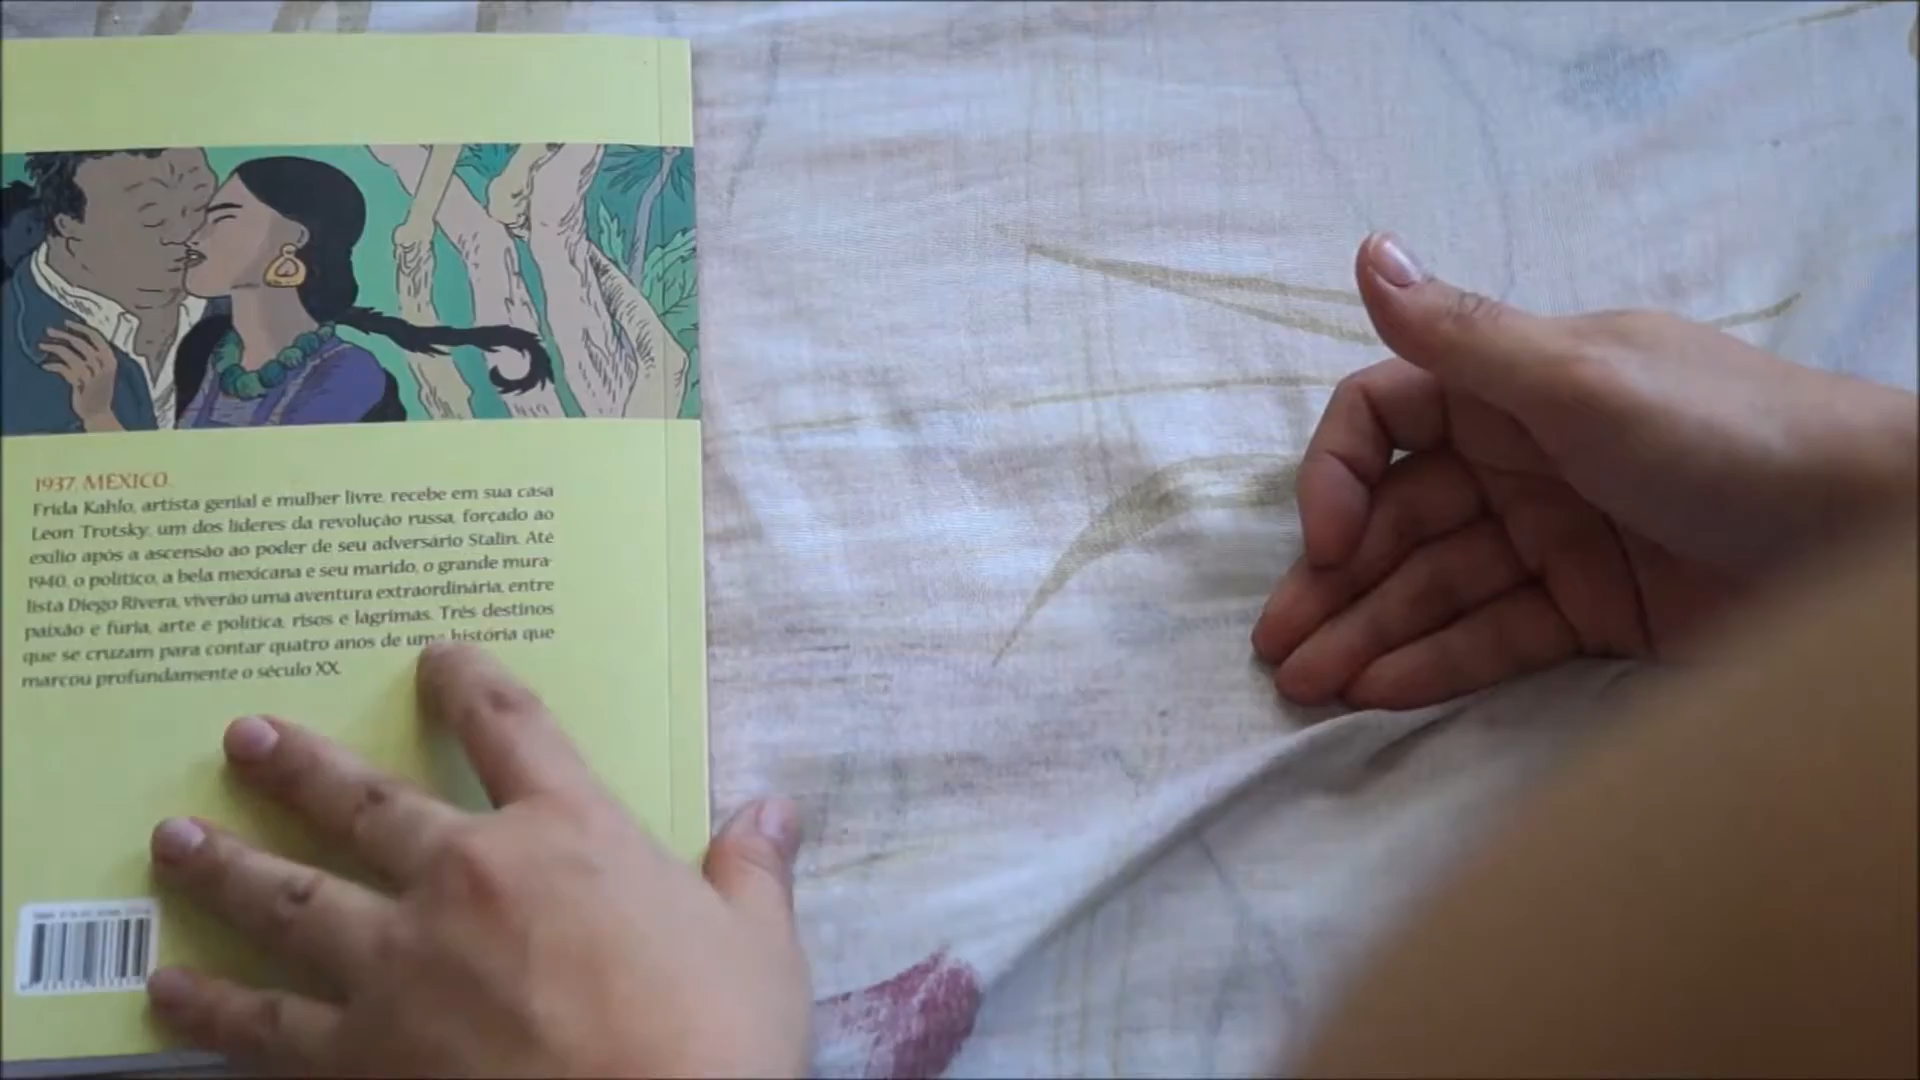 1937, MÉXICO.
Frida Kahlo, artista genial e mulher livre, recebe em sua casa
Leon Trotsky, um dos líderes da revolução russa, forçado ao
exílio após a ascensão ao poder de seu adversário Stalin. Até
1940, o político, a bela mexicana e seu marido, o grande mura-
lista Diego Rivera, viverão uma aventura extraordinária, entre
paixão e fúria, arte e política, risos e lágrimas. Três destinos
que se cruzam para contar quatro anos de uma história que
marcou profundamente o século XX.